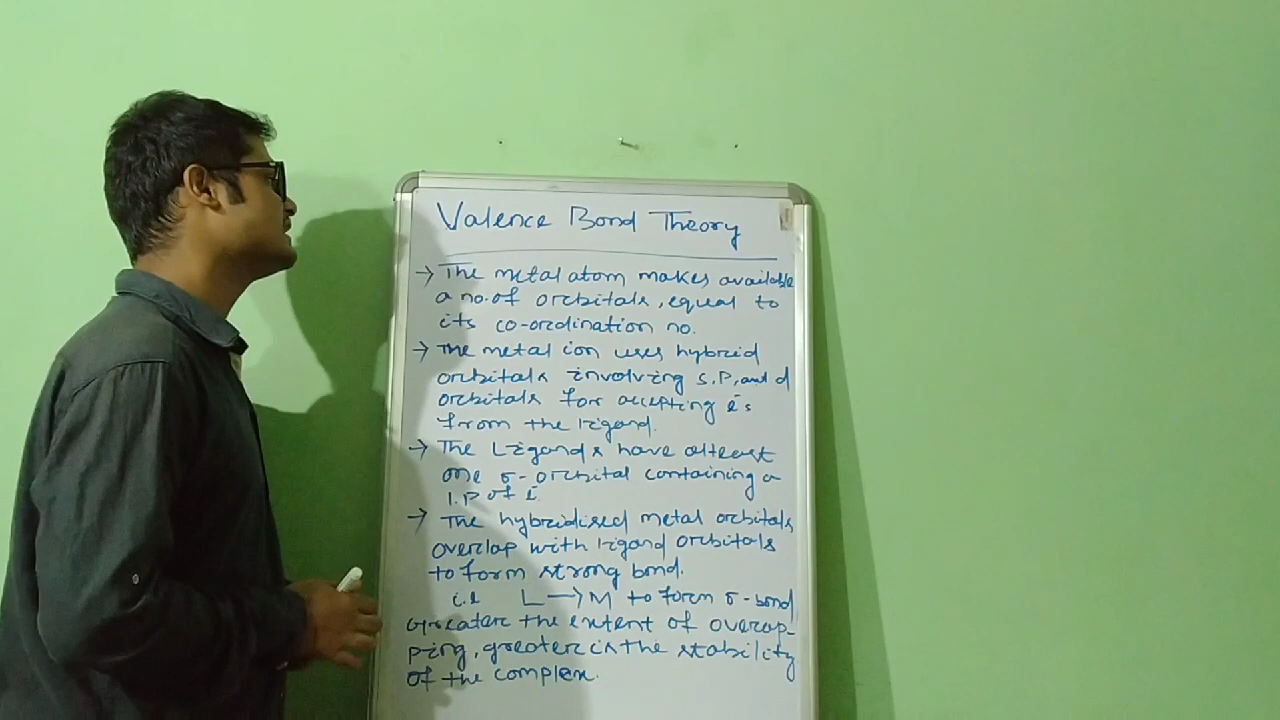 Valence Bond Theory
→ The metal atom makes available
a no. of orbitals, equal to
its co-ordination no.
→ The metal ion uses hybrid
orbitals involving s, p, and d
orbitals for accepting ēs
from the ligand.
→ The Ligands have atleast
one σ-orbital containing a
l.P of ē
→ The hybridised metal orbitals
overlap with ligand orbitals
to form strong bond.
i.e L → M to form σ-bond
Greater the extent of overap-
ping, greater is the stability
of the complex.